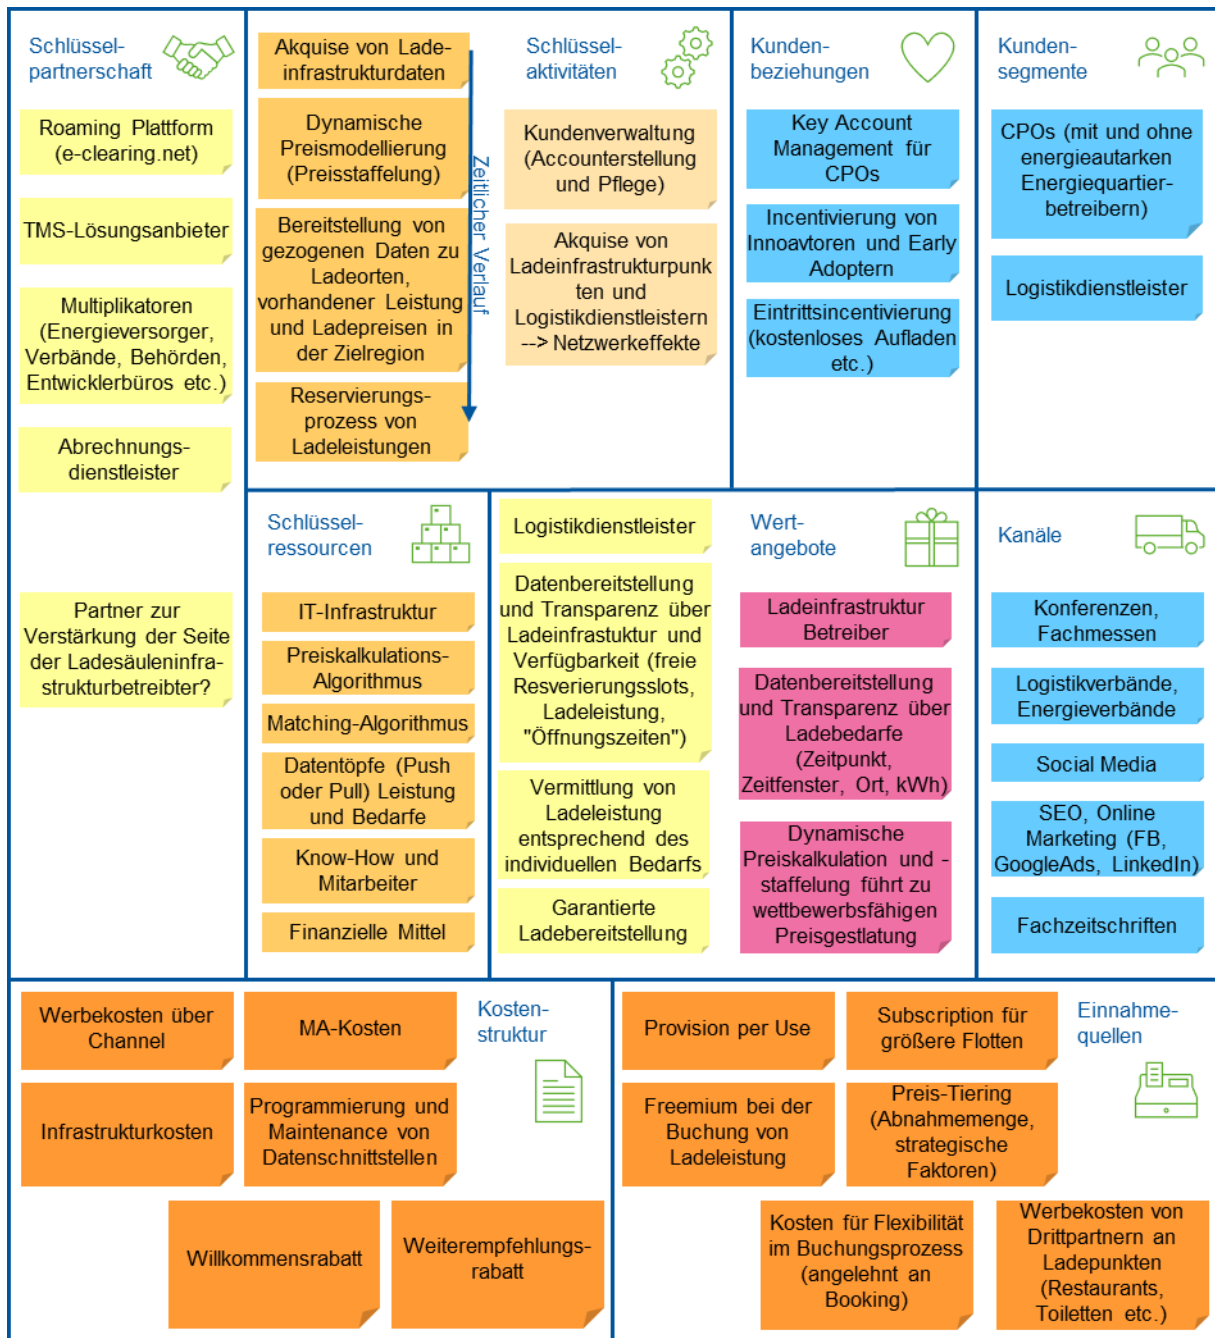 Schlüssel-
partnerschaft
Roaming Plattform
(e-clearing.net)
TMS-Lösungsanbieter
Multiplikatoren
(Energieversorger,
Verbände, Behörden,
Entwicklerbüros etc.)
Abrechnungs-
dienstleister
Partner zur
Verstärkung der Seite
der Ladesäuleninfra-
strukturbetreibter?
Akquise von Lade-
infrastrukturdaten
Dynamische
Preismodellierung
(Preisstaffelung)
Bereitstellung von
gezogenen Daten zu
Ladeorten,
vorhandener Leistung
und Ladepreisen in
der Zielregion
Reservierungs-
prozess von
Ladeleistungen
Zeitlicher Verlauf
Schlüssel-
aktivitäten
Kundenverwaltung
(Accounterstellung
und Pflege)
Akquise von
Ladeinfrastrukturpunk
ten und
Logistikdienstleistern
--> Netzwerkeffekte
Kunden-
beziehungen
Key Account
Management für
CPOs
Incentivierung von
Innoavtoren und Early
Adoptern
Eintrittsincentivierung
(kostenloses Aufladen
etc.)
Kunden-
segmente
CPOs (mit und ohne
energieautarken
Energiequartier-
betreibern)
Logistikdienstleister
Schlüssel-
ressourcen
IT-Infrastruktur
Preiskalkulations-
Algorithmus
Matching-Algorithmus
Datentöpfe (Push
oder Pull) Leistung
und Bedarfe
Know-How und
Mitarbeiter
Finanzielle Mittel
Logistikdienstleister
Datenbereitstellung
und Transparenz über
Ladeinfrastuktur und
Verfügbarkeit (freie
Resverierungsslots,
Ladeleistung,
"Öffnungszeiten")
Vermittlung von
Ladeleistung
entsprechend des
individuellen Bedarfs
Garantierte
Ladebereitstellung
Wert-
angebote
Ladeinfrastruktur
Betreiber
Datenbereitstellung
und Transparenz über
Ladebedarfe
(Zeitpunkt,
Zeitfenster, Ort, kWh)
Dynamische
Preiskalkulation und -
staffelung führt zu
wettbewerbsfähigen
Preisgestlatung
Kanäle
Konferenzen,
Fachmessen
Logistikverbände,
Energieverbände
Social Media
SEO, Online
Marketing (FB,
GoogleAds, LinkedIn)
Fachzeitschriften
Kosten-
struktur
Werbekosten über
Channel
MA-Kosten
Infrastrukturkosten
Programmierung und
Maintenance von
Datenschnittstellen
Willkommensrabatt
Weiterempfehlungs-
rabatt
Einnahme-
quellen
Provision per Use
Subscription für
größere Flotten
Freemium bei der
Buchung von
Ladeleistung
Preis-Tiering
(Abnahmemenge,
strategische
Faktoren)
Kosten für Flexibilität
im Buchungsprozess
(angelehnt an
Booking)
Werbekosten von
Drittpartnern an
Ladepunkten
(Restaurants,
Toiletten etc.)